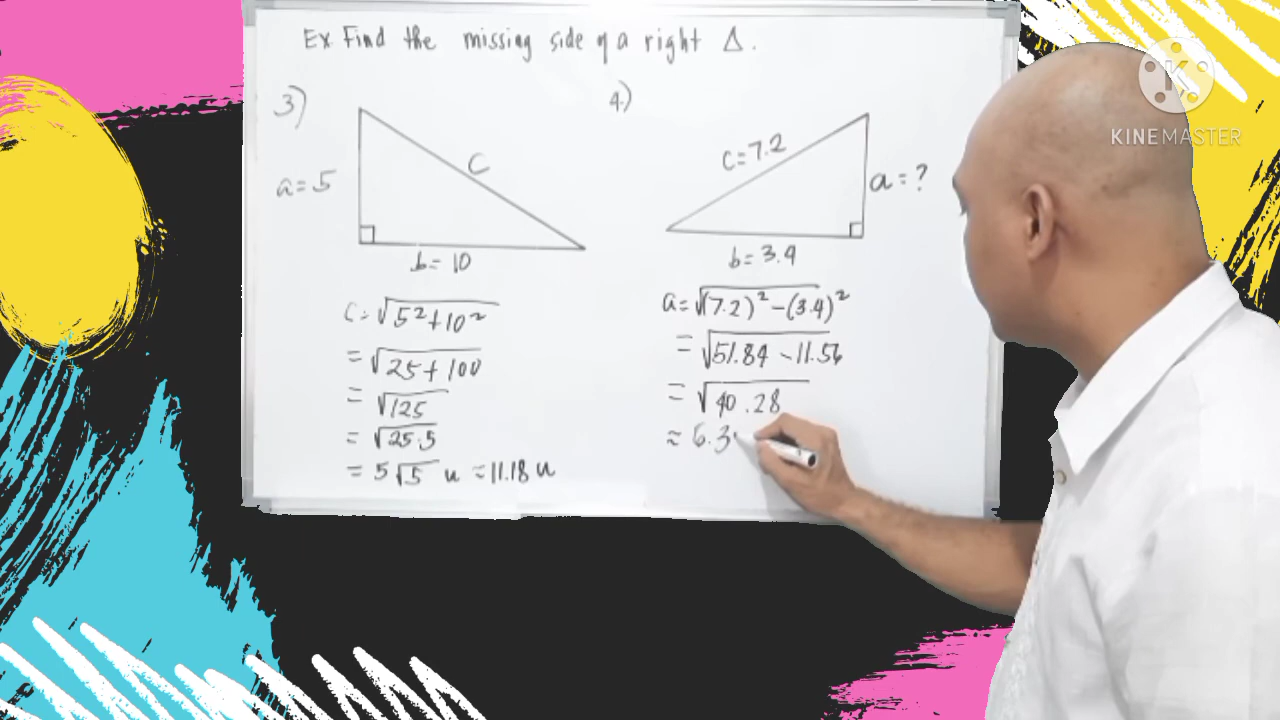 Ex Find the missing side of a right Δ.
3)
a = 5
C
b = 10
c = √5² + 10²
= √25 + 100
= √125
= √25.5
= 5√5 u ≈ 11.18 u
4.)
C = 7.2
a = ?
b = 3.4
a = √(7.2)² - (3.4)²
= √51.84 - 11.56
= √40.28
≈ 6.3
K
KINEMASTER